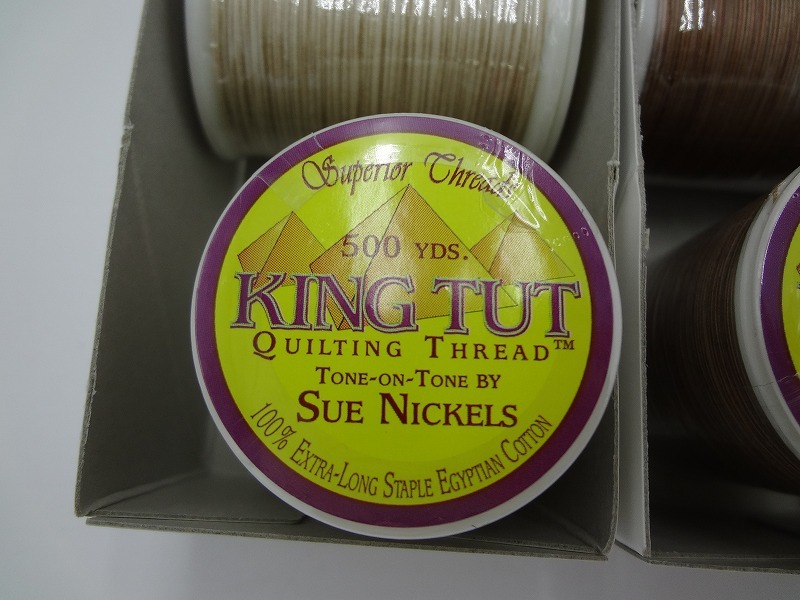 Superior Threads
500 YDS.
KING TUT
QUILTING THREAD™
TONE-ON-TONE BY
SUE NICKELS
100% EXTRA-LONG STAPLE EGYPTIAN COTTON